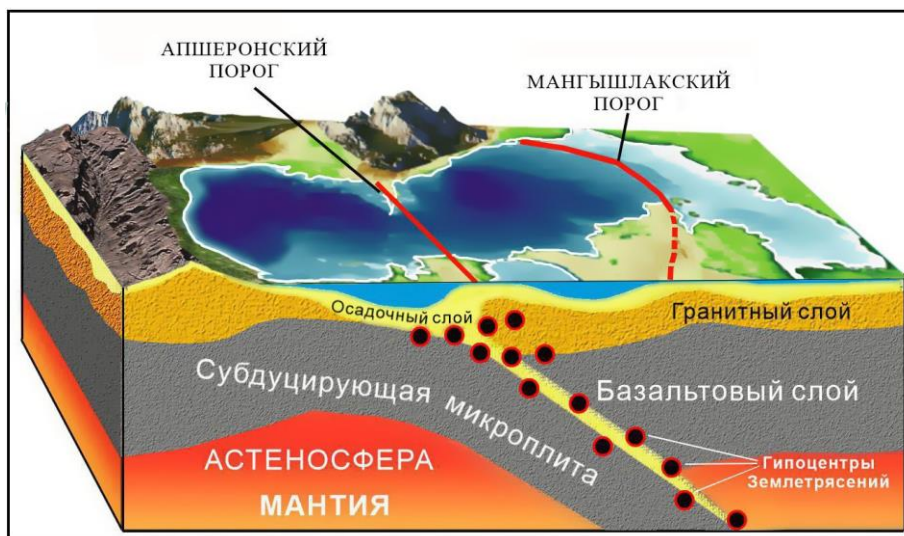 АПШЕРОНСКИЙ
ПОРОГ
МАНГЫШЛАКСКИЙ
ПОРОГ
Осадочный слой
Гранитный слой
Субдуцирующая микроплита
Базальтовый слой
АСТЕНОСФЕРА
МАНТИЯ
Гипоцентры
Землетрясений